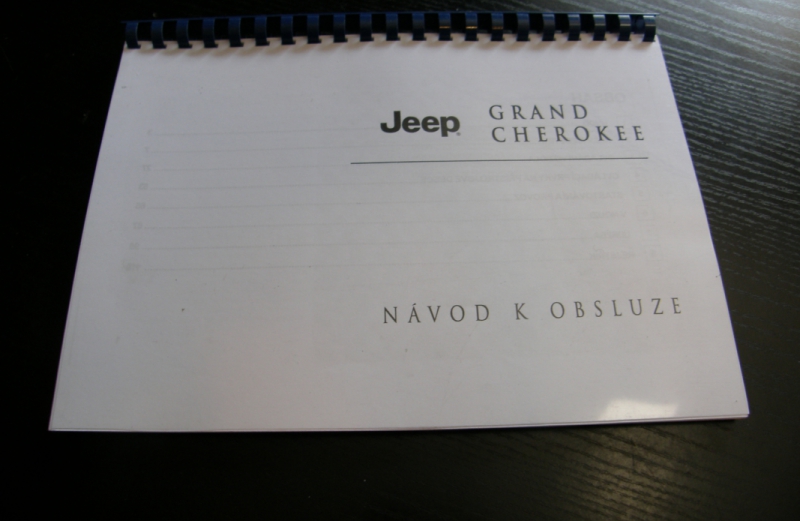 Jeep
GRAND
CHEROKEE
NÁVOD K OBSLUZE